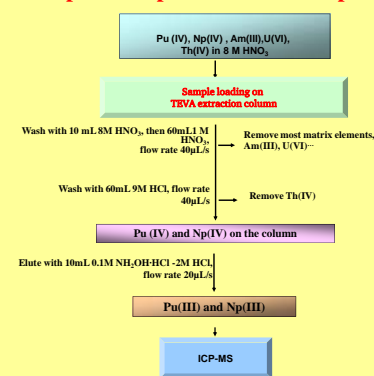 Pu (IV), Np(IV) , Am(III),U(VI),
Th(IV) in 8 M HNO3
Sample loading on
TEVA extraction column
Wash with 10 mL 8M HNO3, then 60mL1 M
HNO3,
flow rate 40µL/s
Remove most matrix elements,
Am(III), U(VI)...
Wash with 60mL 9M HCl, flow rate
40µL/s
Remove Th(IV)
Pu (IV) and Np(IV) on the column
Elute with 10mL 0.1M NH2OH·HCl -2M HCl,
flow rate 20µL/s
Pu(III) and Np(III)
ICP-MS